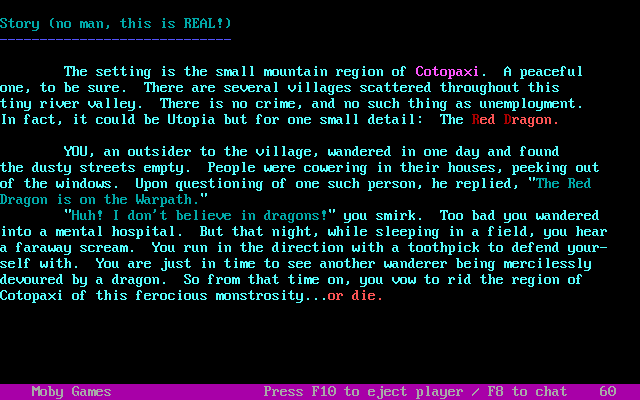 Story (no man, this is REAL!)
-----------------------------
The setting is the small mountain region of Cotopaxi.  A peaceful
one, to be sure.  There are several villages scattered throughout this
tiny river valley.  There is no crime, and no such thing as unemployment.
In fact, it could be Utopia but for one small detail:  The Red Dragon.
YOU, an outsider to the village, wandered in one day and found
the dusty streets empty.  People were cowering in their houses, peeking out
of the windows.  Upon questioning of one such person, he replied, "The Red
Dragon is on the Warpath."
"Huh! I don't believe in dragons!" you smirk.  Too bad you wandered
into a mental hospital.  But that night, while sleeping in a field, you hear
a faraway scream.  You run in the direction with a toothpick to defend your-
self with.  You are just in time to see another wanderer being mercilessly
devoured by a dragon.  So from that time on, you vow to rid the region of
Cotopaxi of this ferocious monstrosity...or die.
Moby Games                   Press F10 to eject player / F8 to chat    60